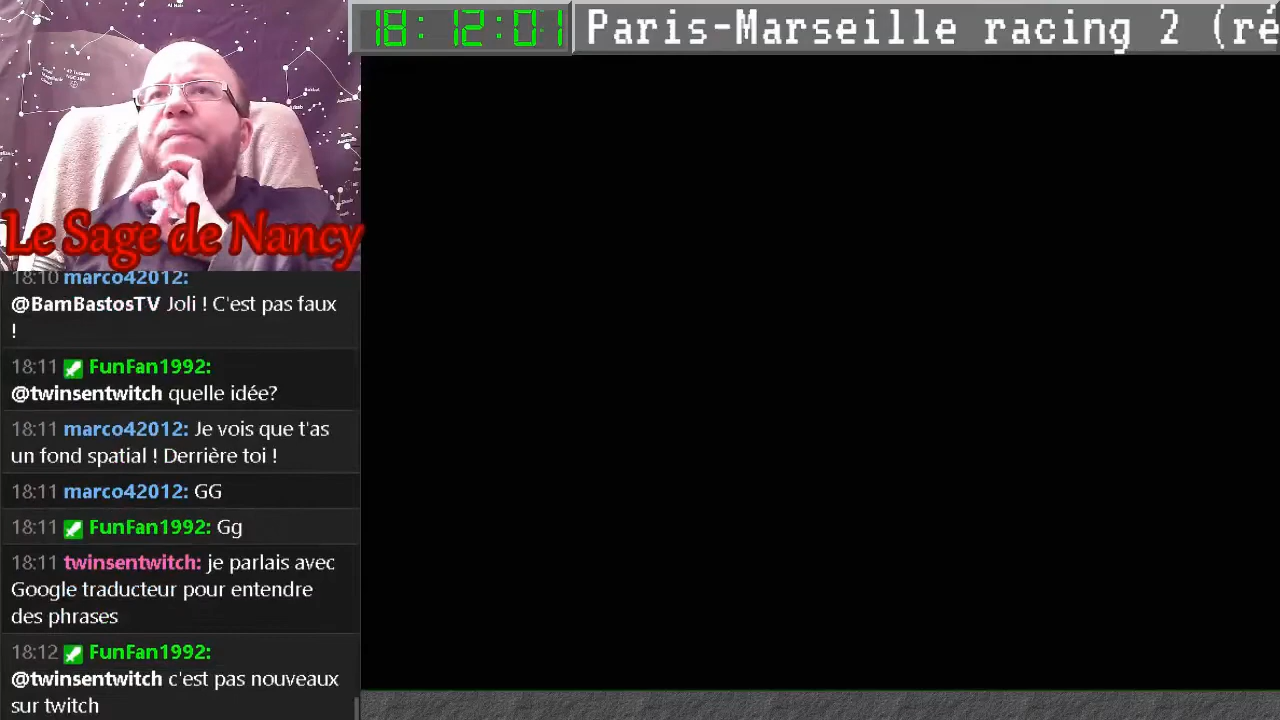 18:12:01
Paris-Marseille racing 2 (ré
Le Sage de Nancy
18:10 marco42012:
@BamBastosTV Joli ! C'est pas faux
!
18:11 FunFan1992:
@twinsentwitch quelle idée?
18:11 marco42012: Je vois que t'as
un fond spatial ! Derrière toi !
18:11 marco42012: GG
18:11 FunFan1992: Gg
18:11 twinsentwitch: je parlais avec
Google traducteur pour entendre
des phrases
18:12 FunFan1992:
@twinsentwitch c'est pas nouveaux
sur twitch